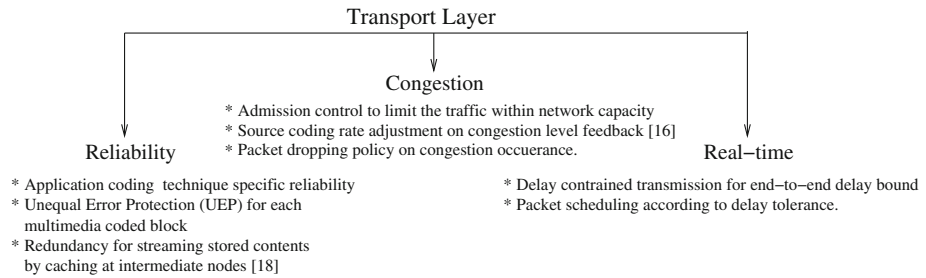 Transport Layer
Congestion
* Admission control to limit the traffic within network capacity
* Source coding rate adjustment on congestion level feedback [16]
* Packet dropping policy on congestion occuerance.
Reliability
* Application coding technique specific reliability
* Unequal Error Protection (UEP) for each
multimedia coded block
* Redundancy for streaming stored contents
by caching at intermediate nodes [18]
Real−time
* Delay contrained transmission for end−to−end delay bound
* Packet scheduling according to delay tolerance.